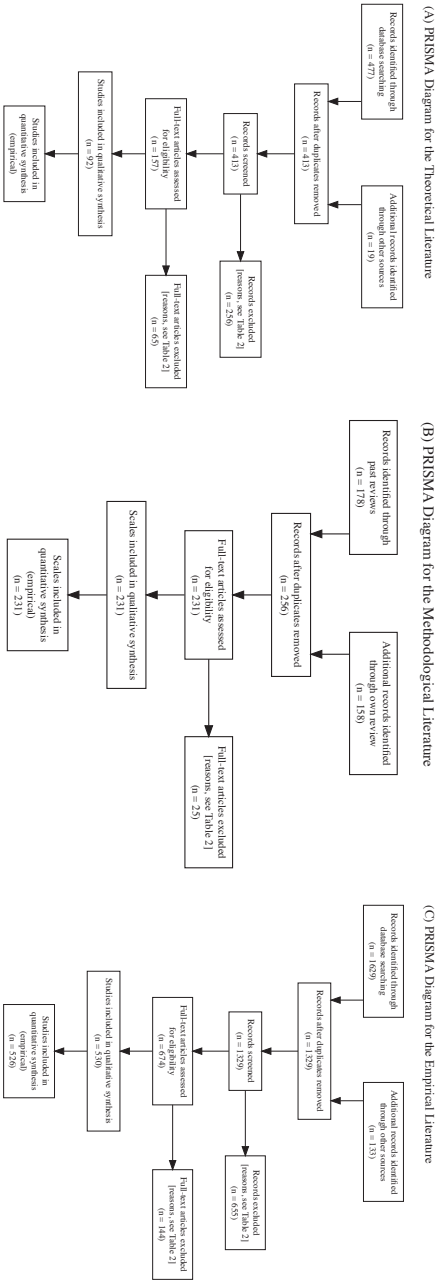 (A) PRISMA Diagram for the Theoretical Literature
Records identified through
database searching
(n = 477)
Additional records identified
through other sources
(n = 19)
Records after duplicates removed
(n = 413)
Records screened
(n = 413)
Records excluded
[reasons, see Table 2]
(n = 256)
Full-text articles assessed
for eligibility
(n = 157)
Full-text articles excluded
[reasons, see Table 2]
(n = 65)
Studies included in qualitative synthesis
(n = 92)
Studies included in
quantitative synthesis
(empirical)
(B) PRISMA Diagram for the Methodological Literature
Records identified through
past reviews
(n = 178)
Additional records identified
through own review
(n = 158)
Records after duplicates removed
(n = 256)
Full-text articles assessed
for eligibility
(n = 231)
Full-text articles excluded
[reasons, see Table 2]
(n = 25)
Scales included in qualitative synthesis
(n = 231)
Scales included in
quantitative synthesis
(empirical)
(n = 231)
(C) PRISMA Diagram for the Empirical Literature
Records identified through
database searching
(n = 1629)
Additional records identified
through other sources
(n = 133)
Records after duplicates removed
(n = 1329)
Records screened
(n = 1329)
Records excluded
[reasons, see Table 2]
(n = 655)
Full-text articles assessed
for eligibility
(n = 674)
Full-text articles excluded
[reasons, see Table 2]
(n = 144)
Studies included in qualitative synthesis
(n = 530)
Studies included in
quantitative synthesis
(empirical)
(n = 526)